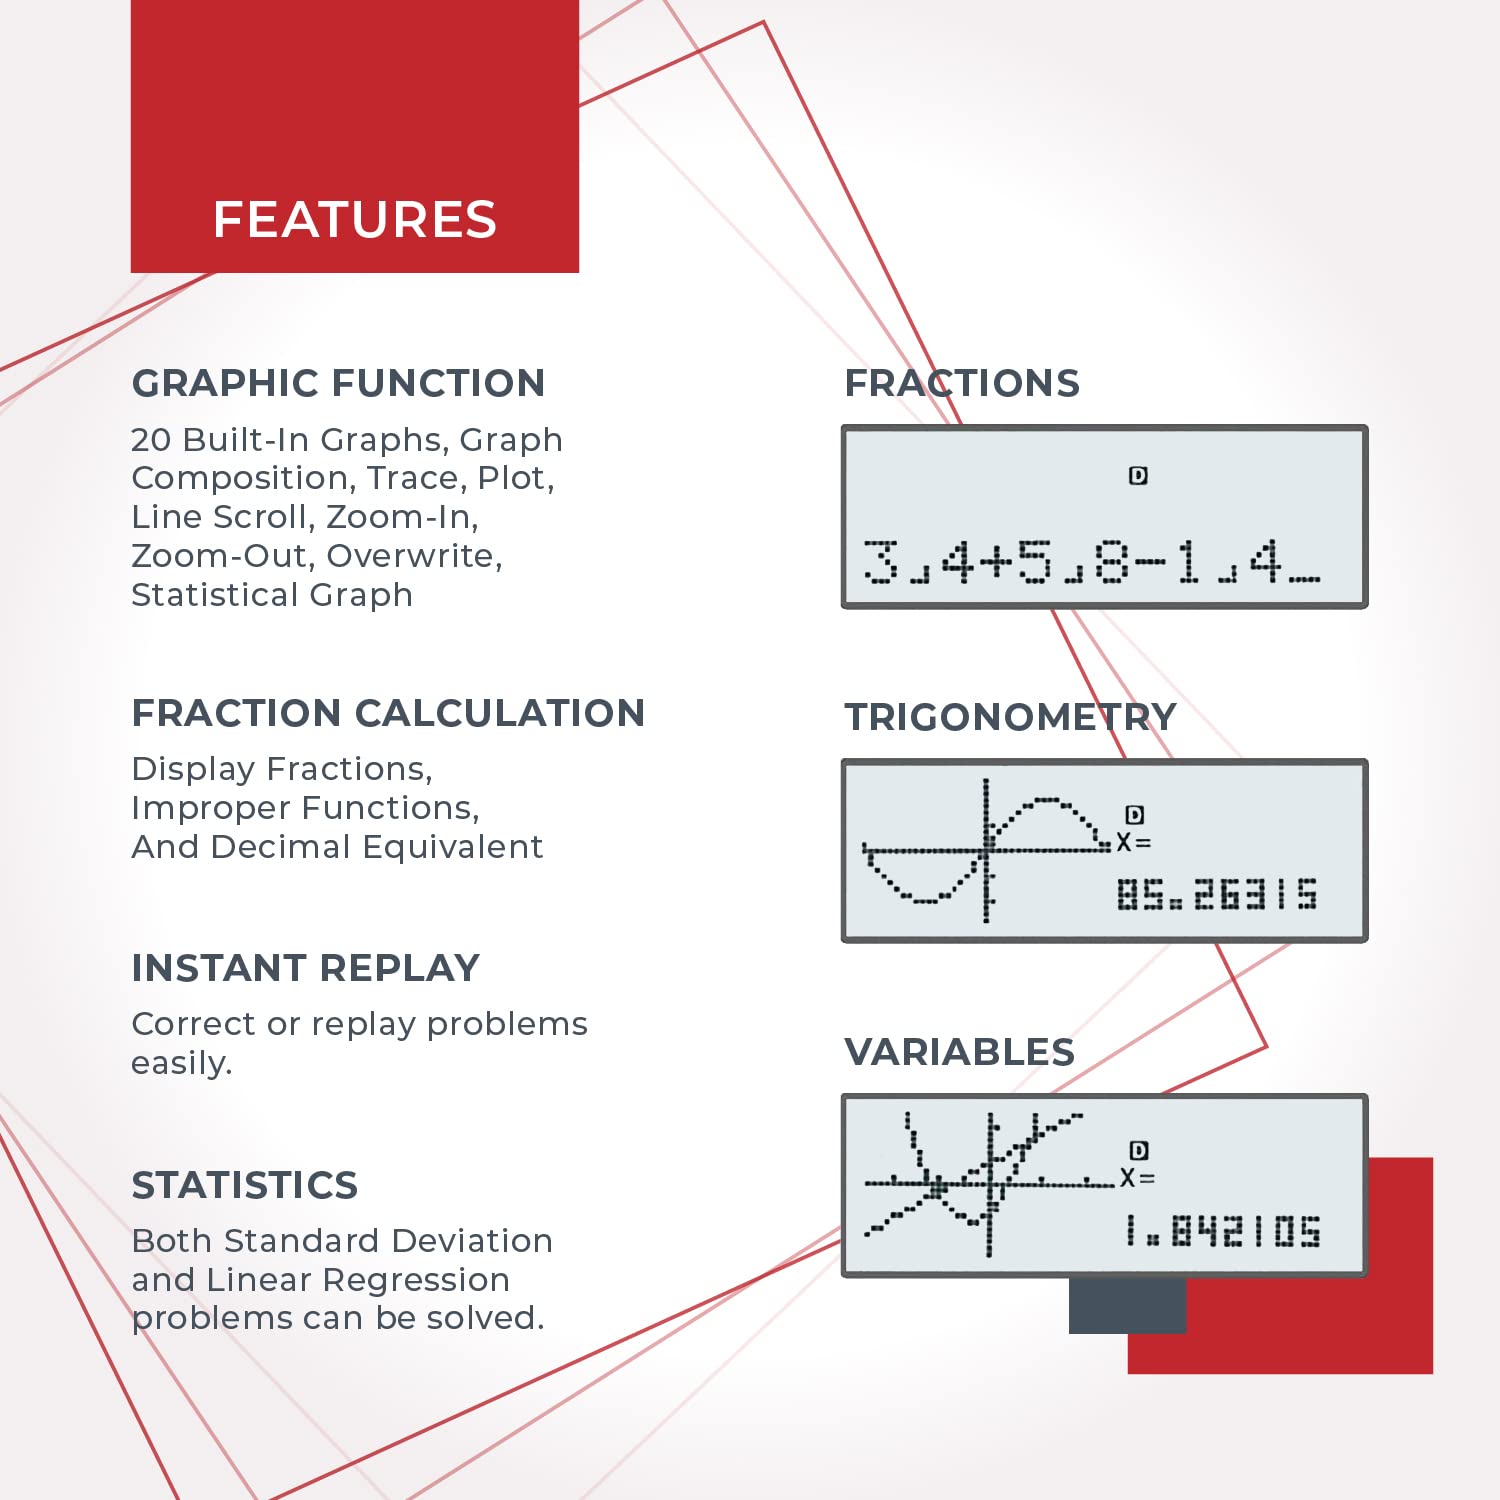 FEATURES
GRAPHIC FUNCTION
20 Built-In Graphs, Graph
Composition, Trace, Plot,
Line Scroll, Zoom-In,
Zoom-Out, Overwrite,
Statistical Graph
FRACTION CALCULATION
Display Fractions,
Improper Functions,
And Decimal Equivalent
INSTANT REPLAY
Correct or replay problems
easily.
STATISTICS
Both Standard Deviation
and Linear Regression
problems can be solved.
FRACTIONS
D
3⌟4+5⌟8-1⌟4_
TRIGONOMETRY
D
X=
85.26315
VARIABLES
D
X=
1.842105